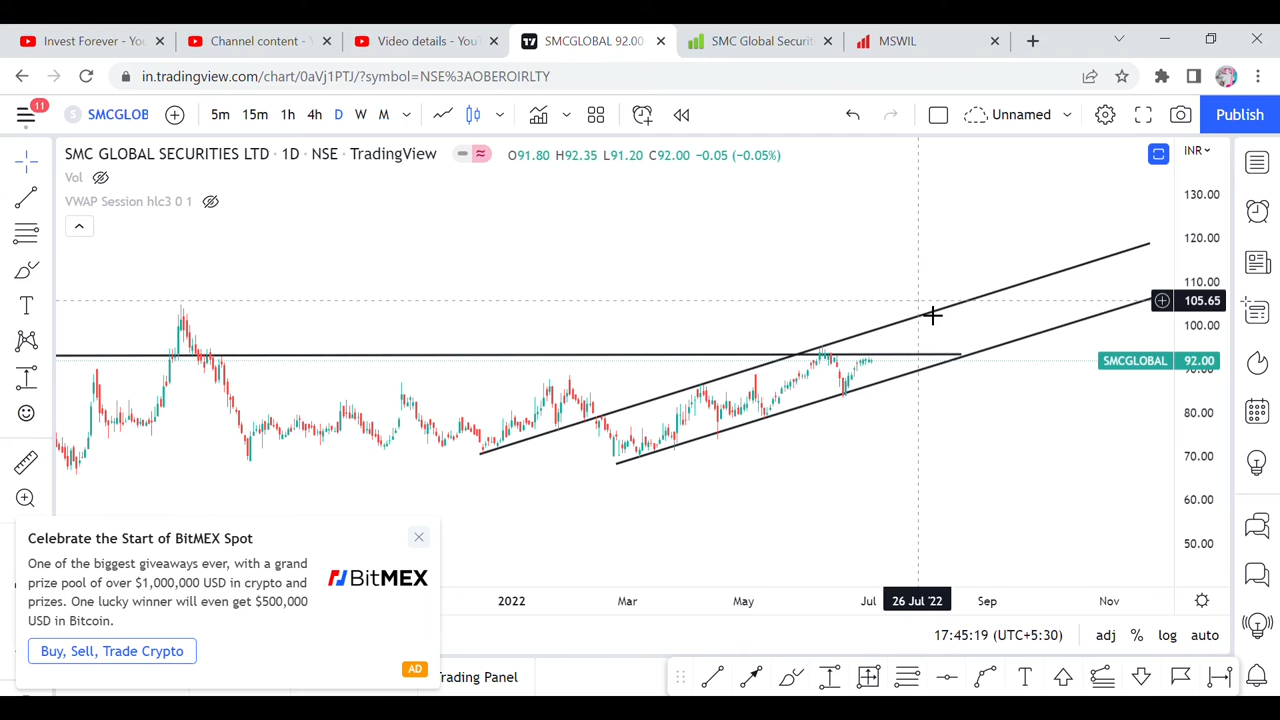 Invest Forever - You
Channel content - Yo
Video details - YouT
SMCGLOBAL 92.00
SMC Global Securit
MSWIL
in.tradingview.com/chart/0aVj1PTJ/?symbol=NSE%3AOBEROIRLTY
11
S
SMCGLOB
5m
15m
1h
4h
D
W
M
Unnamed
Publish
SMC GLOBAL SECURITIES LTD · 1D · NSE · TradingView
O91.80 H92.35 L91.20 C92.00 −0.05 (−0.05%)
INR
Vol
VWAP Session hlc3 0 1
130.00
120.00
110.00
105.65
100.00
SMCGLOBAL 92.00
80.00
70.00
60.00
50.00
Celebrate the Start of BitMEX Spot
One of the biggest giveaways ever, with a grand
prize pool of over $1,000,000 USD in crypto and
prizes. One lucky winner will even get $500,000
USD in Bitcoin.
BitMEX
Buy, Sell, Trade Crypto
AD
2022
Mar
May
Jul
26 Jul '22
Sep
Nov
17:45:19 (UTC+5:30)
adj
%
log
auto
rading Panel